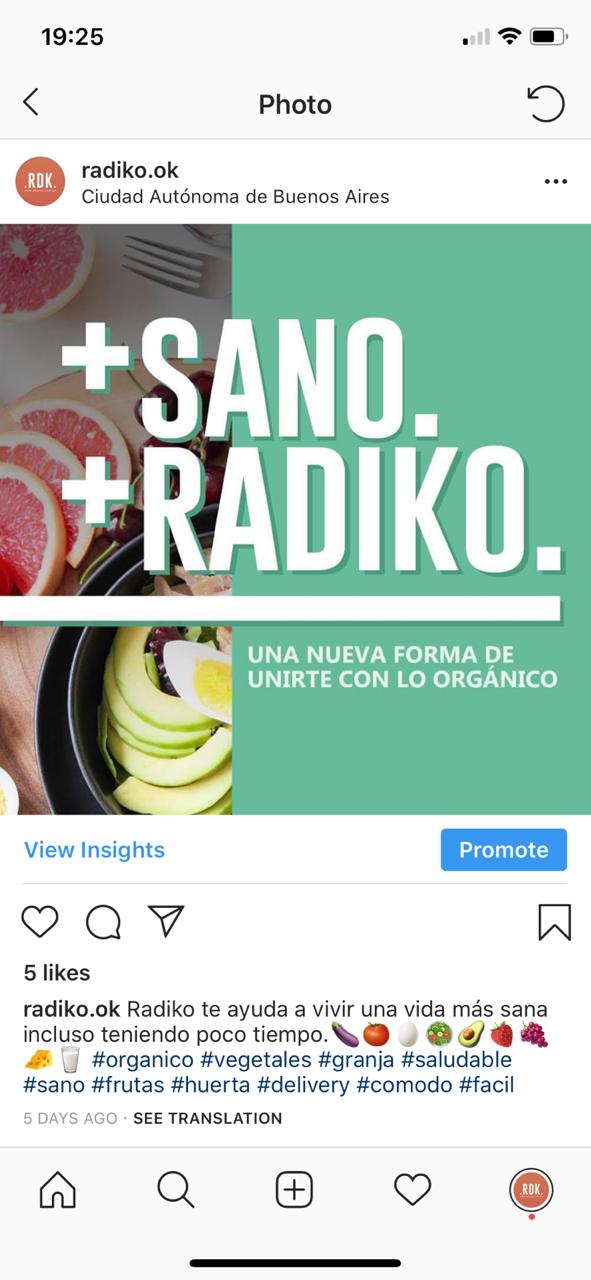 19:25
Photo
.RDK.
radiko.ok
Ciudad Autónoma de Buenos Aires
+SANO.
+RADIKO.
UNA NUEVA FORMA DE
UNIRTE CON LO ORGÁNICO
View Insights
Promote
5 likes
radiko.ok Radiko te ayuda a vivir una vida más sana
incluso teniendo poco tiempo.🍆🍅🥚🥗🥑🍓🍇
🧀🥛 #organico #vegetales #granja #saludable
#sano #frutas #huerta #delivery #comodo #facil
5 DAYS AGO · SEE TRANSLATION
.RDK.